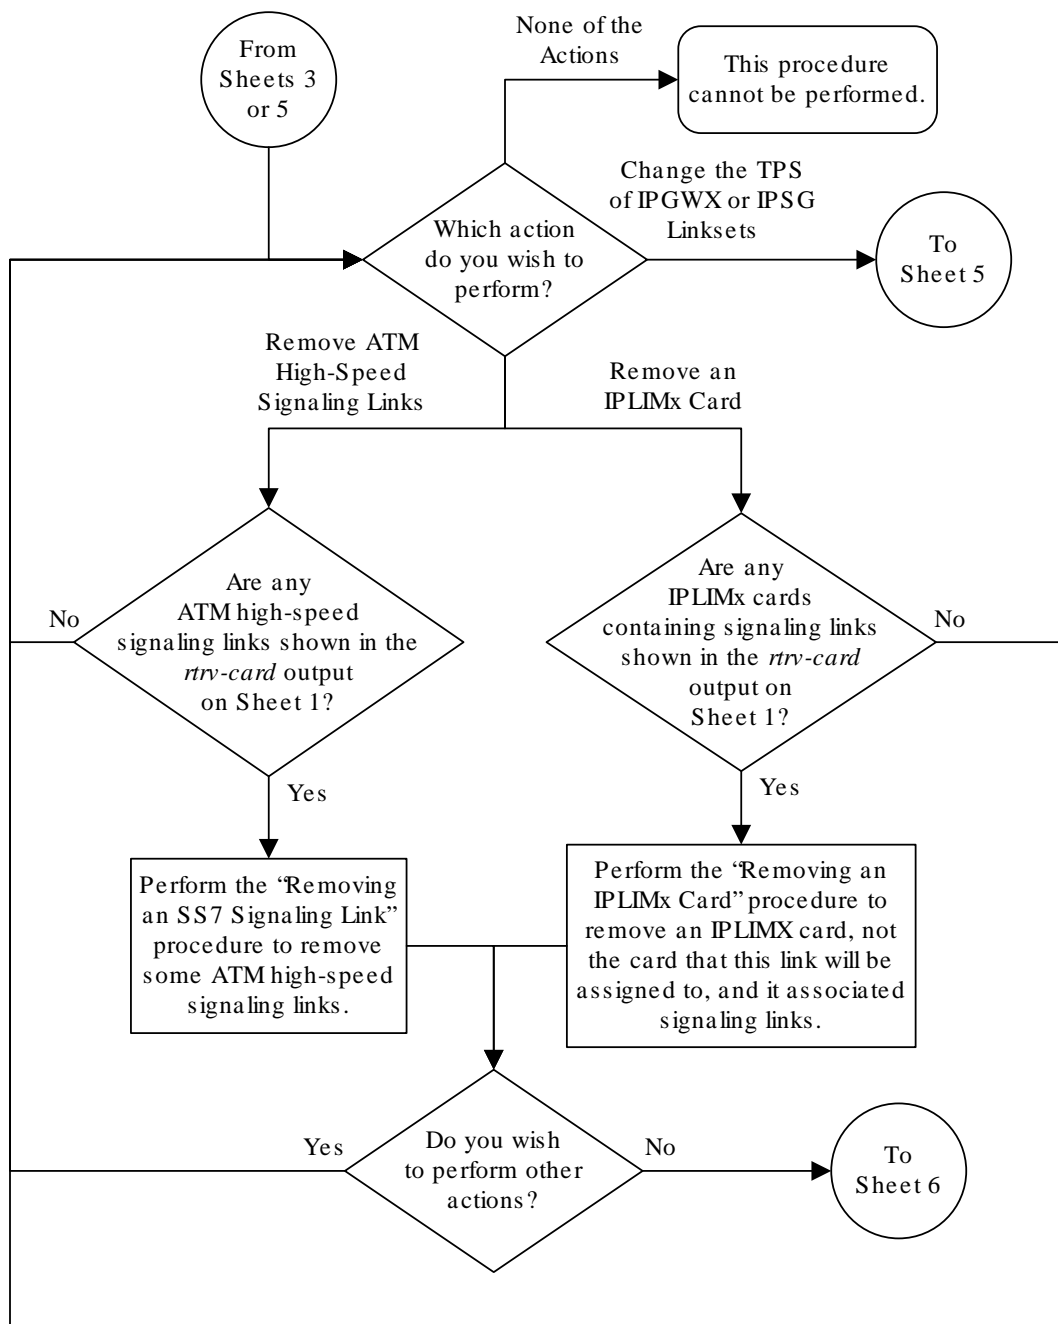 From
Sheets 3
or 5
None of the
Actions
This procedure
cannot be performed.
Change the TPS
of IPGWX or IPSG
Linksets
Which action
do you wish to
perform?
To
Sheet 5
Remove ATM
High-Speed
Signaling Links
Remove an
IPLIMx Card
Are any
ATM high-speed
signaling links shown in the
rtrv-card output
on Sheet 1?
No
Are any
IPLIMx cards
containing signaling links
shown in the rtrv-card
output on
Sheet 1?
No
Yes
Yes
Perform the “Removing
an SS7 Signaling Link”
procedure to remove
some ATM high-speed
signaling links.
Perform the “Removing an
IPLIMx Card” procedure to
remove an IPLIMX card, not
the card that this link will be
assigned to, and it associated
signaling links.
Yes
Do you wish
to perform other
actions?
No
To
Sheet 6